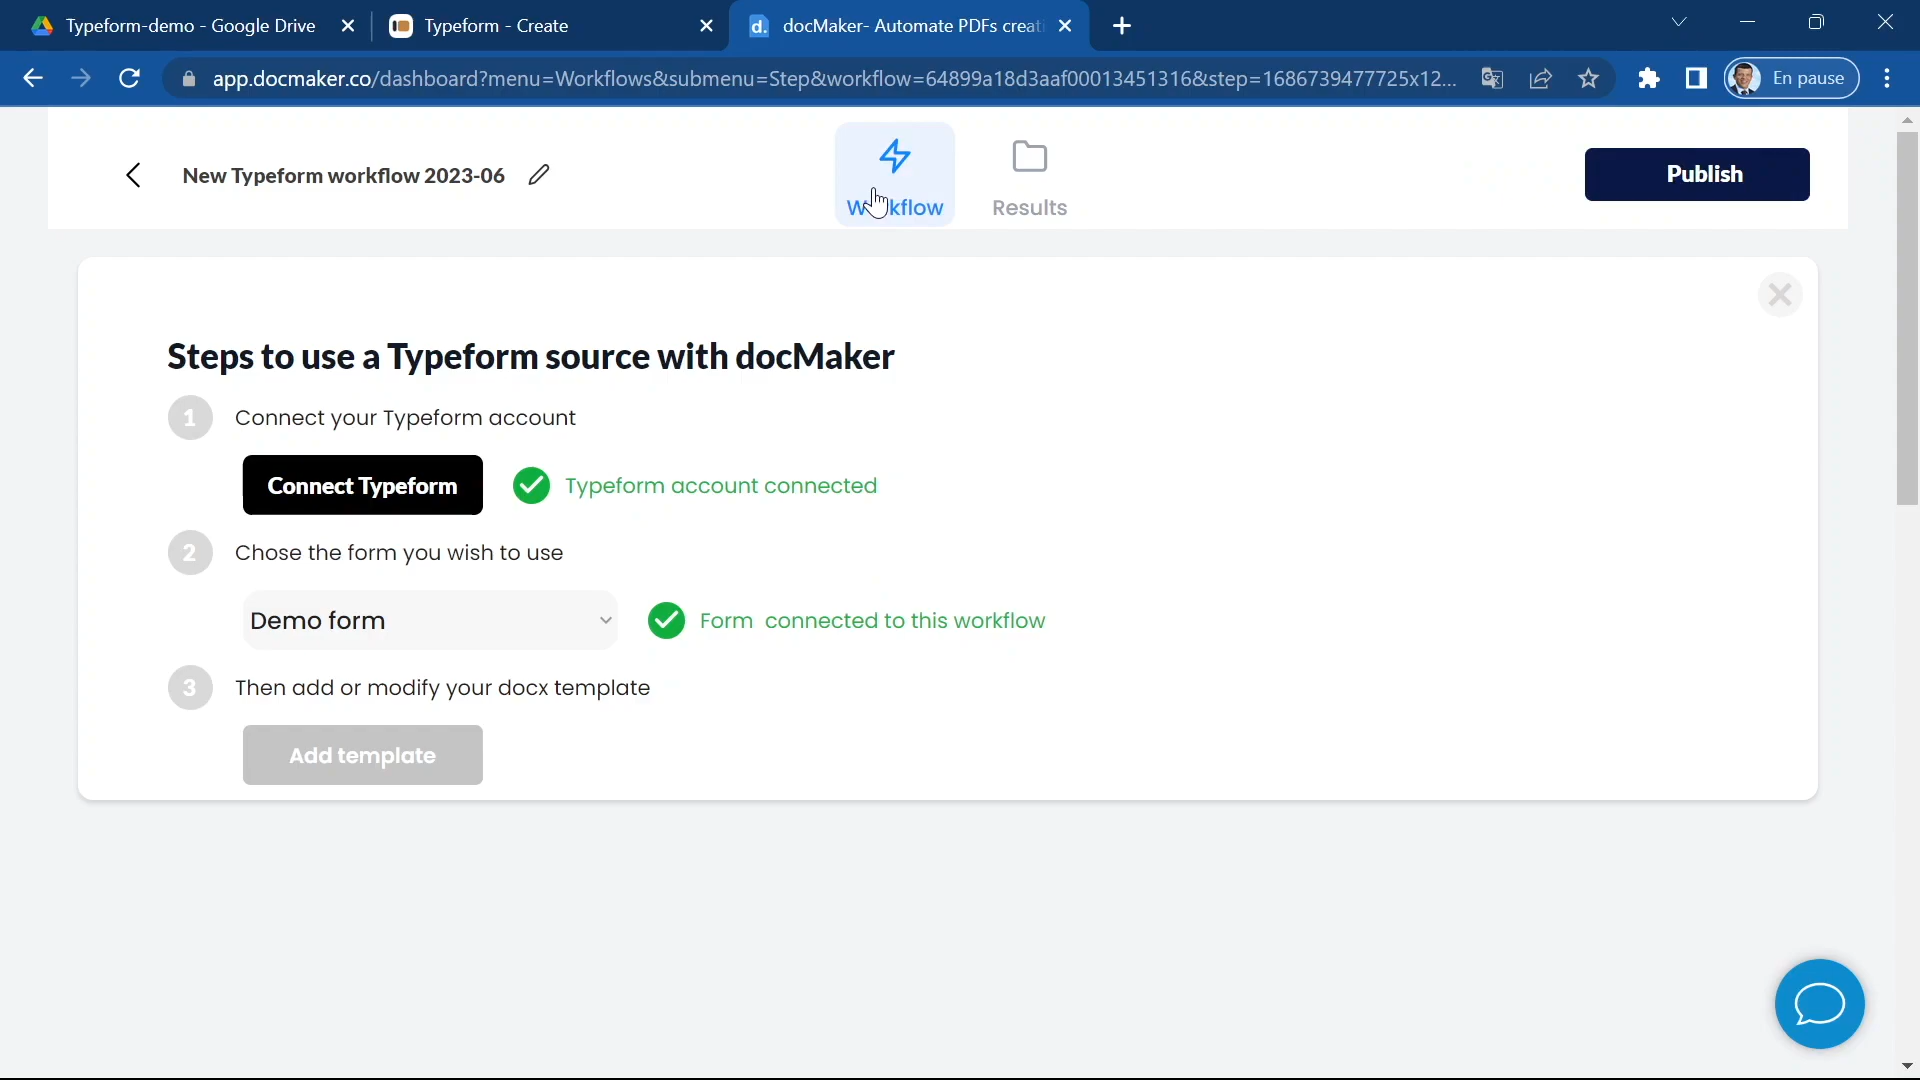 Typeform-demo - Google Drive
Typeform - Create
docMaker- Automate PDFs creati
app.docmaker.co/dashboard?menu=Workflows&submenu=Step&workflow=64899a18d3aaf00013451316&step=1686739477725x12...
En pause
New Typeform workflow 2023-06
Workflow
Results
Publish
Steps to use a Typeform source with docMaker
1 Connect your Typeform account
Connect Typeform
Typeform account connected
2 Chose the form you wish to use
Demo form
Form connected to this workflow
3 Then add or modify your docx template
Add template